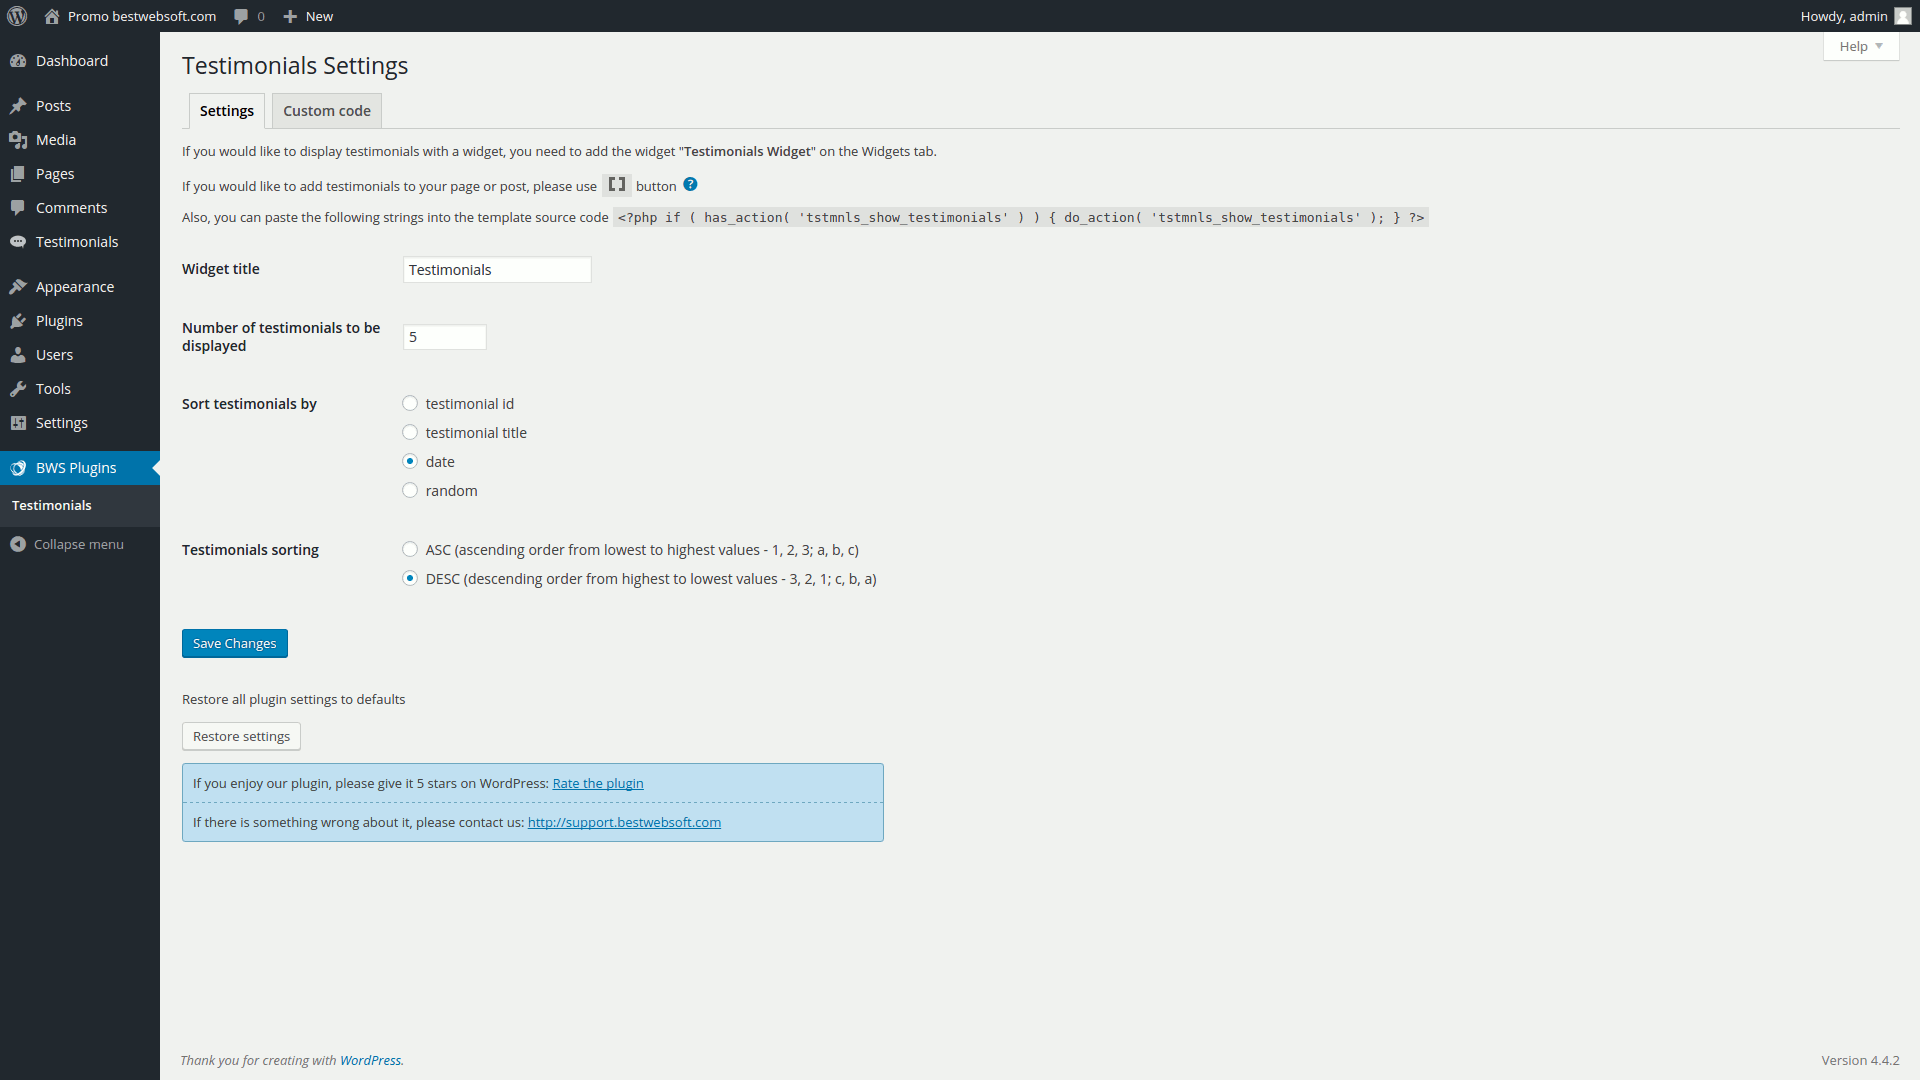 Promo bestwebsoft.com 0 New Howdy, admin
Help
Dashboard
Posts
Media
Pages
Comments
Testimonials
Appearance
Plugins
Users
Tools
Settings
BWS Plugins
Testimonials
Collapse menu
Testimonials Settings
Settings Custom code
If you would like to display testimonials with a widget, you need to add the widget "Testimonials Widget" on the Widgets tab.
If you would like to add testimonials to your page or post, please use [] button ?
Also, you can paste the following strings into the template source code <?php if ( has_action( 'tstmnls_show_testimonials' ) ) { do_action( 'tstmnls_show_testimonials' ); } ?>
Widget title Testimonials
Number of testimonials to be
displayed
5
Sort testimonials by
testimonial id
testimonial title
date
random
Testimonials sorting
ASC (ascending order from lowest to highest values - 1, 2, 3; a, b, c)
DESC (descending order from highest to lowest values - 3, 2, 1; c, b, a)
Save Changes
Restore all plugin settings to defaults
Restore settings
If you enjoy our plugin, please give it 5 stars on WordPress: Rate the plugin
If there is something wrong about it, please contact us: http://support.bestwebsoft.com
Thank you for creating with WordPress.
Version 4.4.2